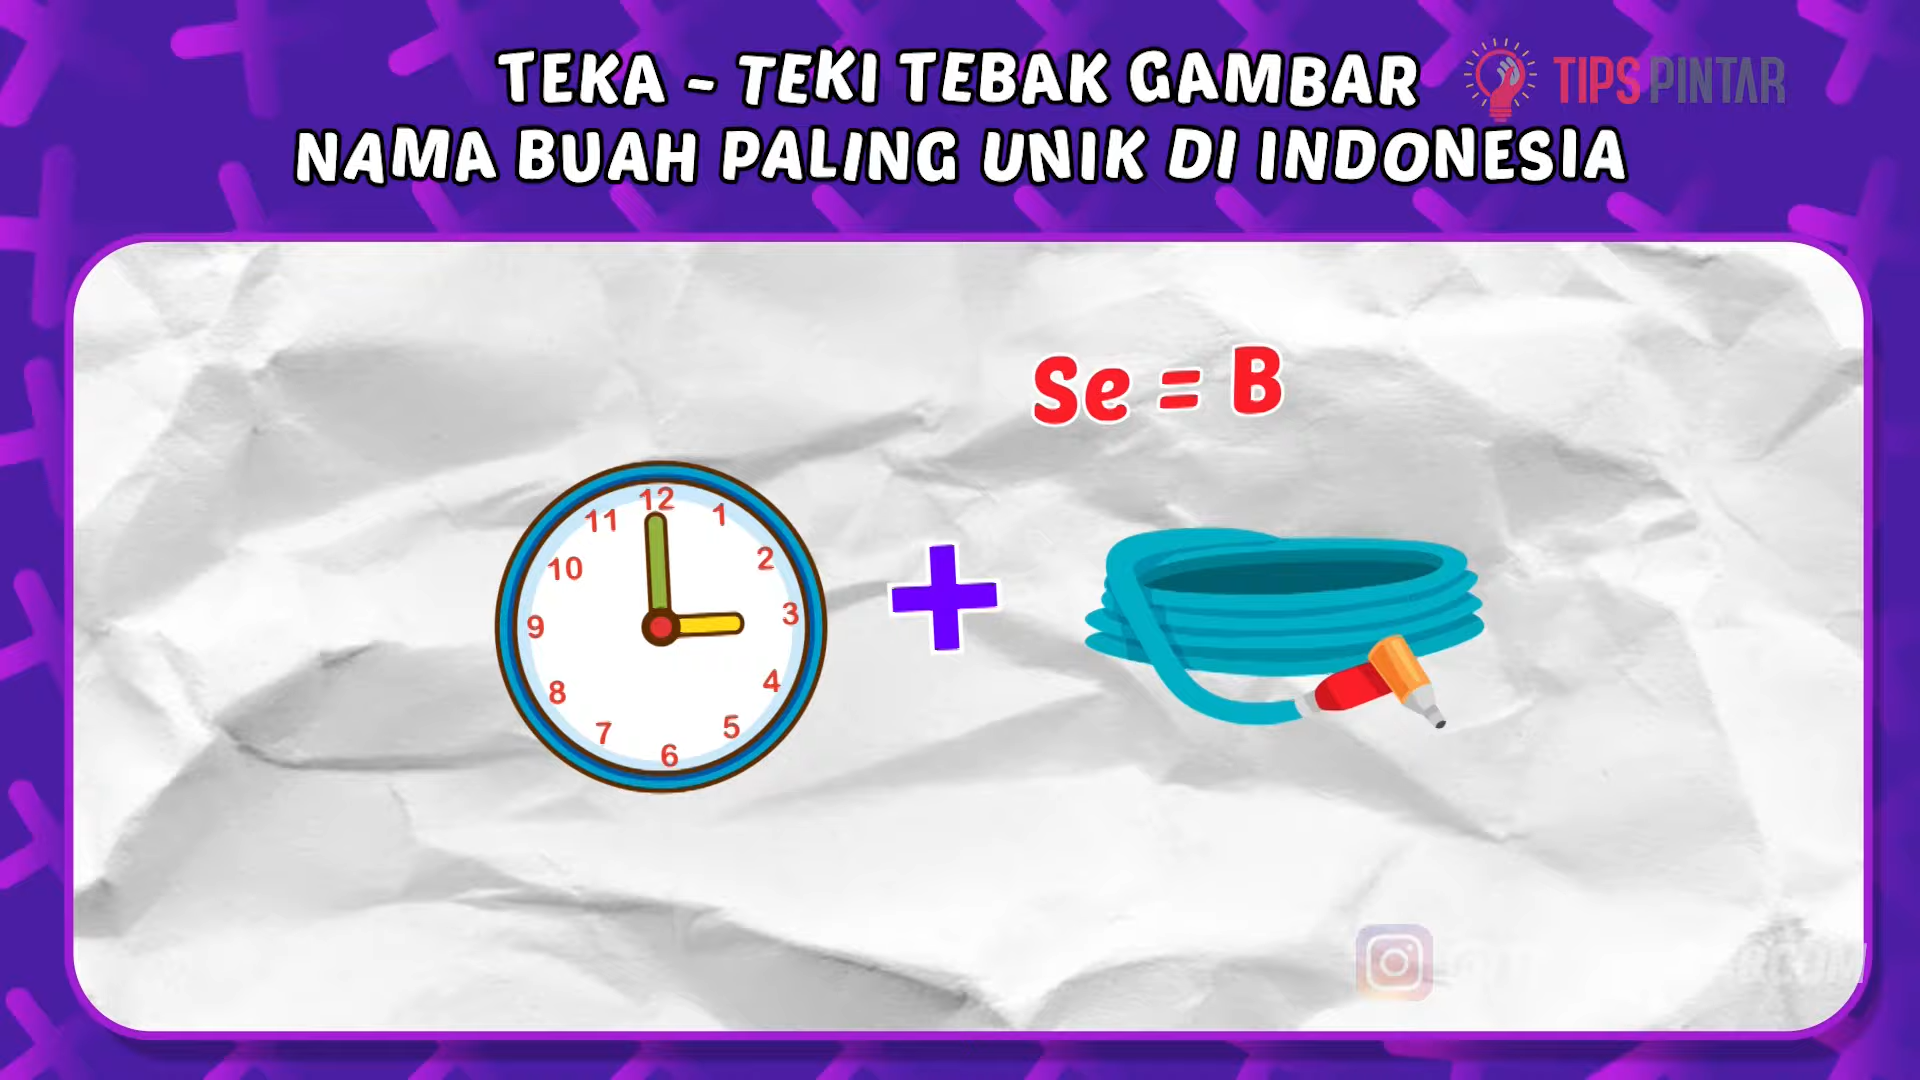 TEKA - TEKI TEBAK GAMBAR
TIPS PINTAR
NAMA BUAH PALING UNIK DI INDONESIA
Se = B
12
11 1
10 2
9 3
8 4
7 5
6